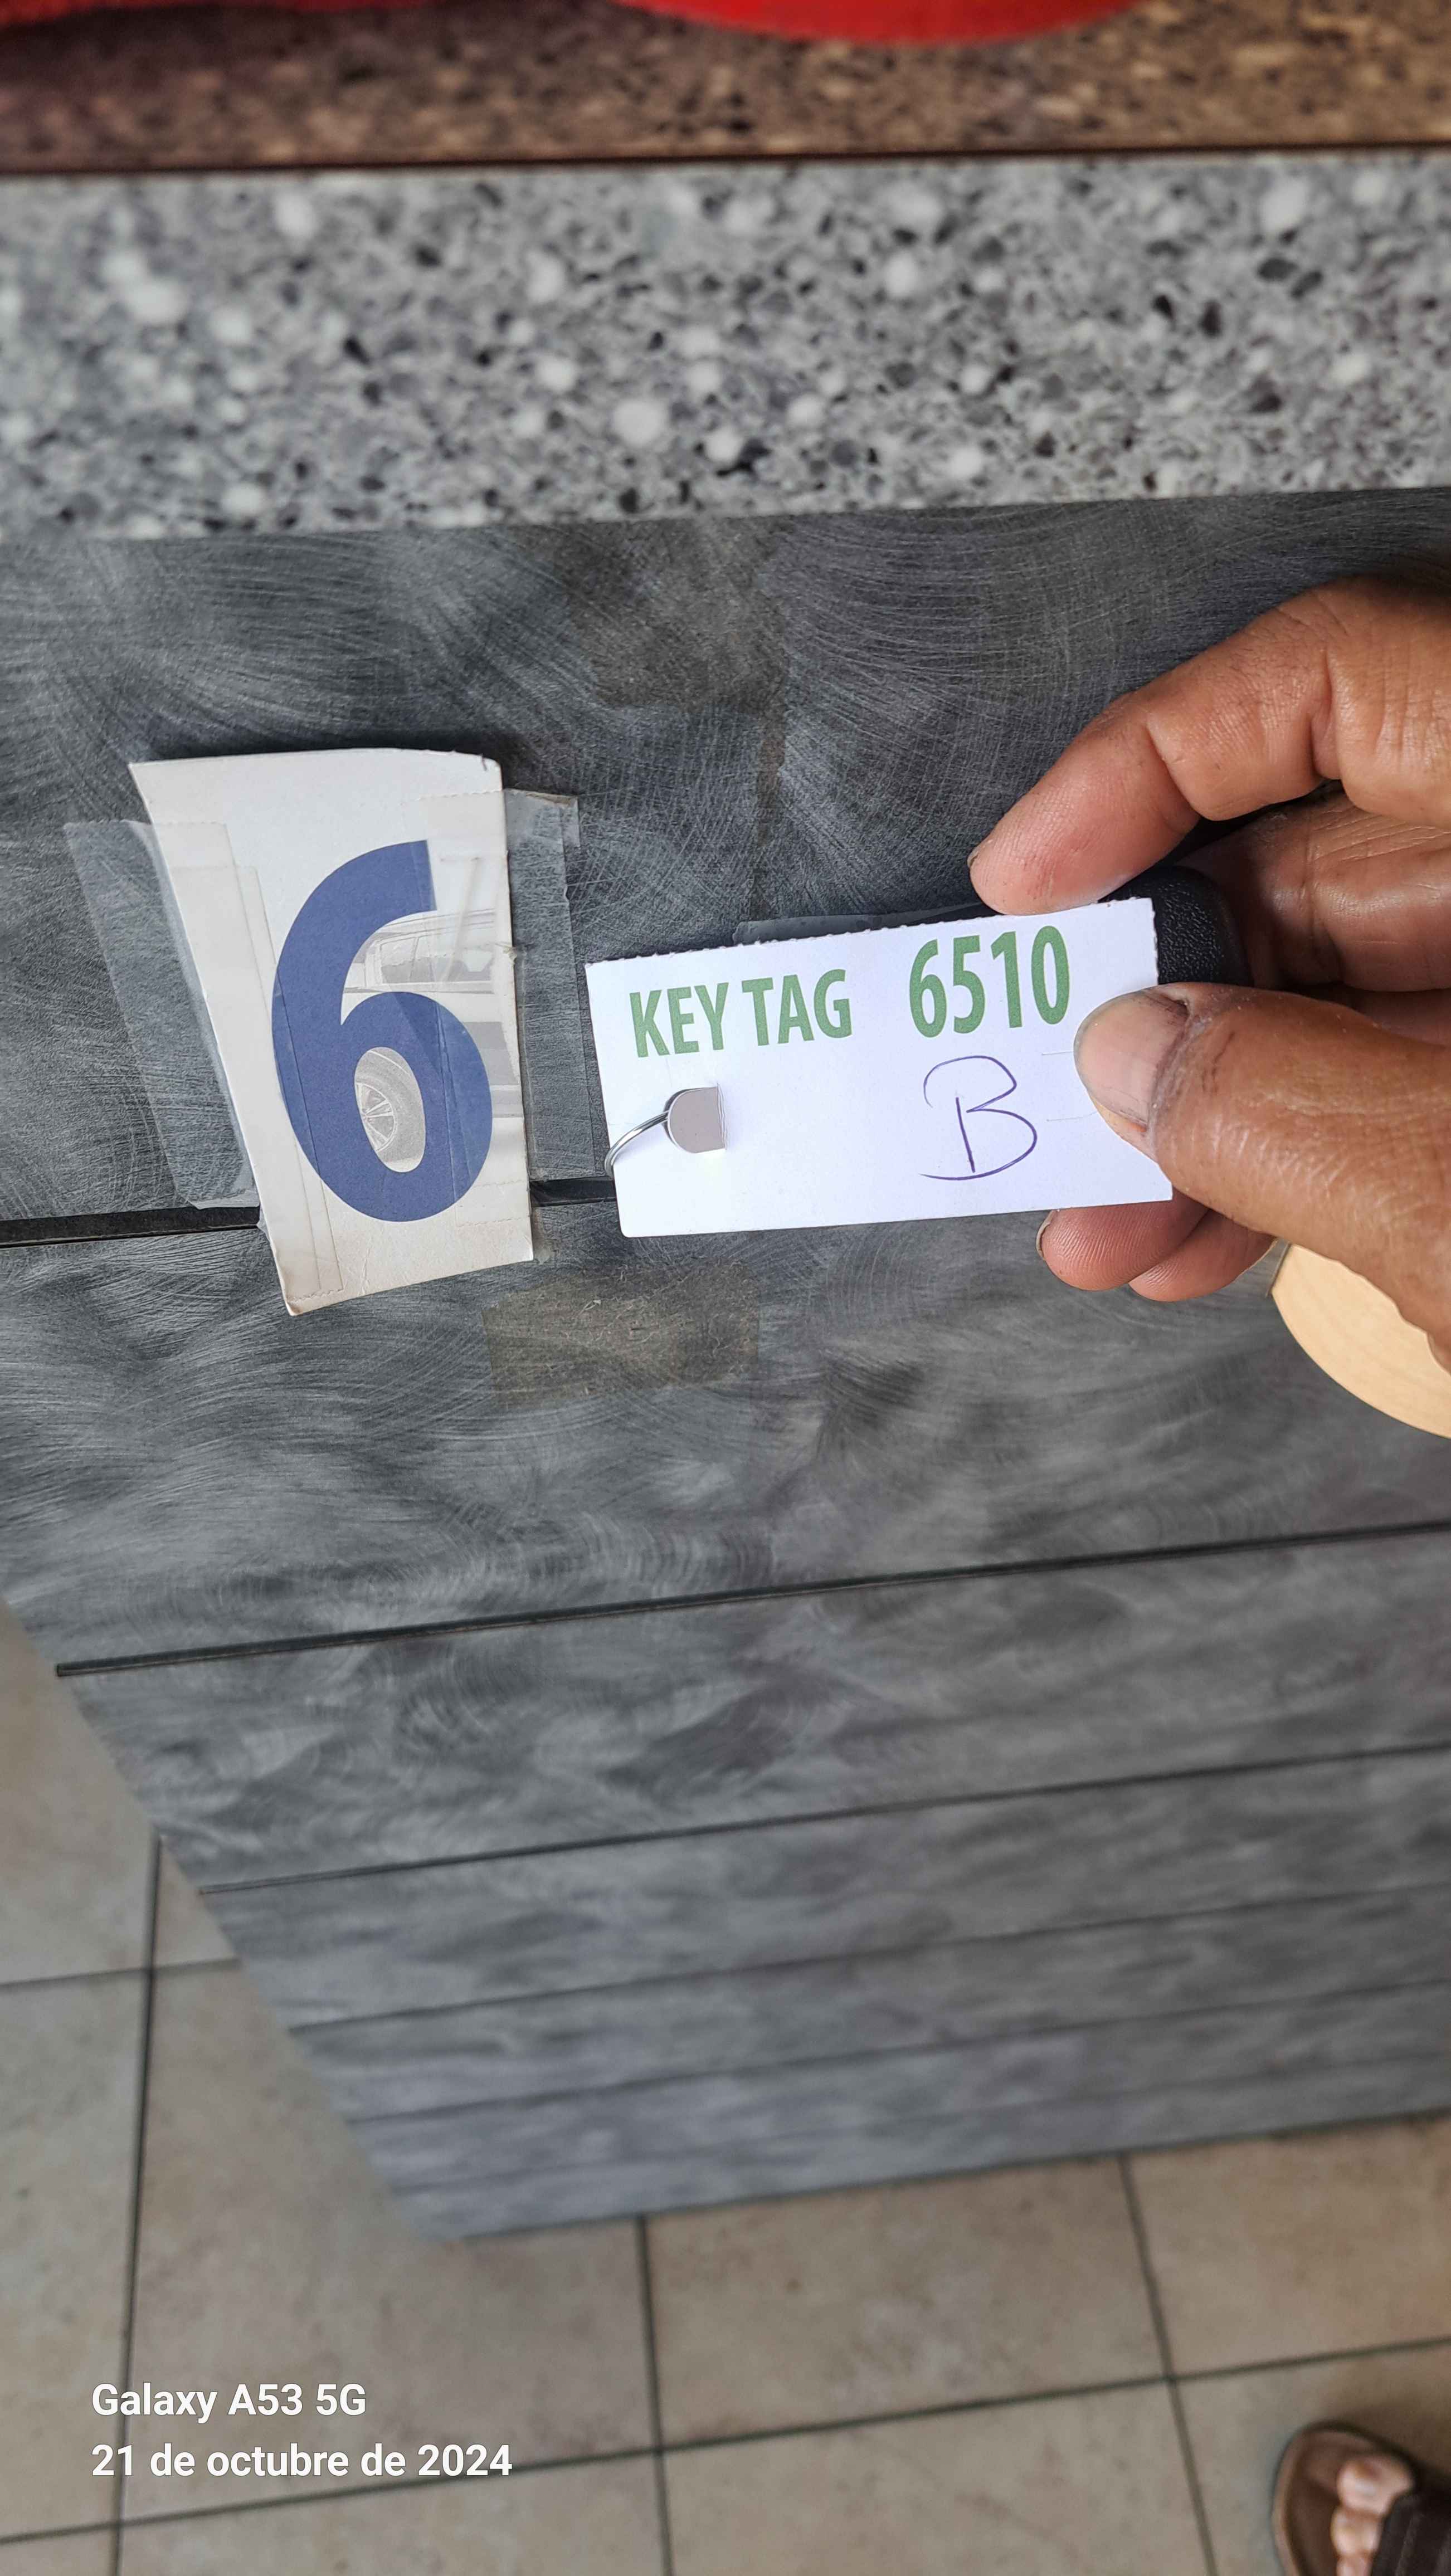 6
KEY TAG 6510
B
Galaxy A53 5G
21 de octubre de 2024